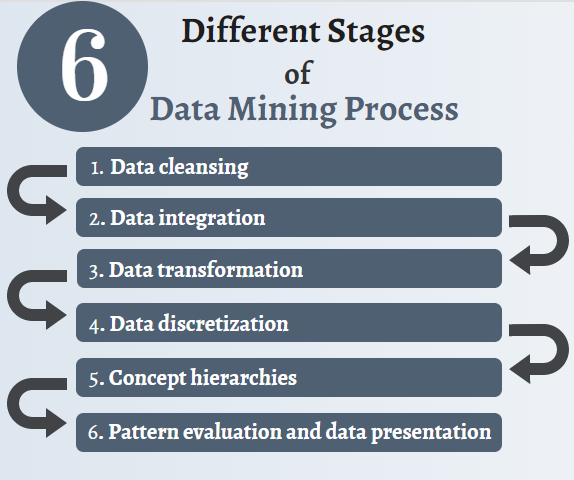 6
Different Stages
of
Data Mining Process
1. Data cleansing
2. Data integration
3. Data transformation
4. Data discretization
5. Concept hierarchies
6. Pattern evaluation and data presentation